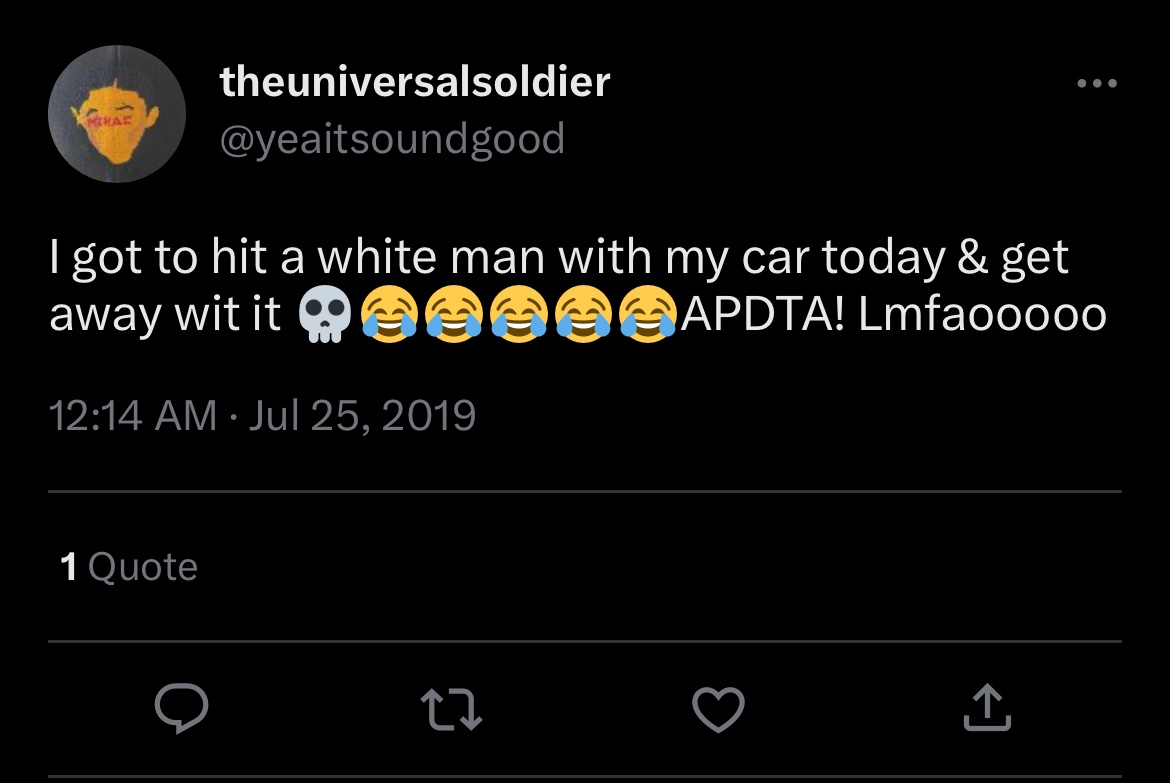 theuniversalsoldier
@yeaitsoundgood
I got to hit a white man with my car today & get
away wit it 💀😂😂😂😂😂APDTA! Lmfaooooo
12:14 AM · Jul 25, 2019
1 Quote